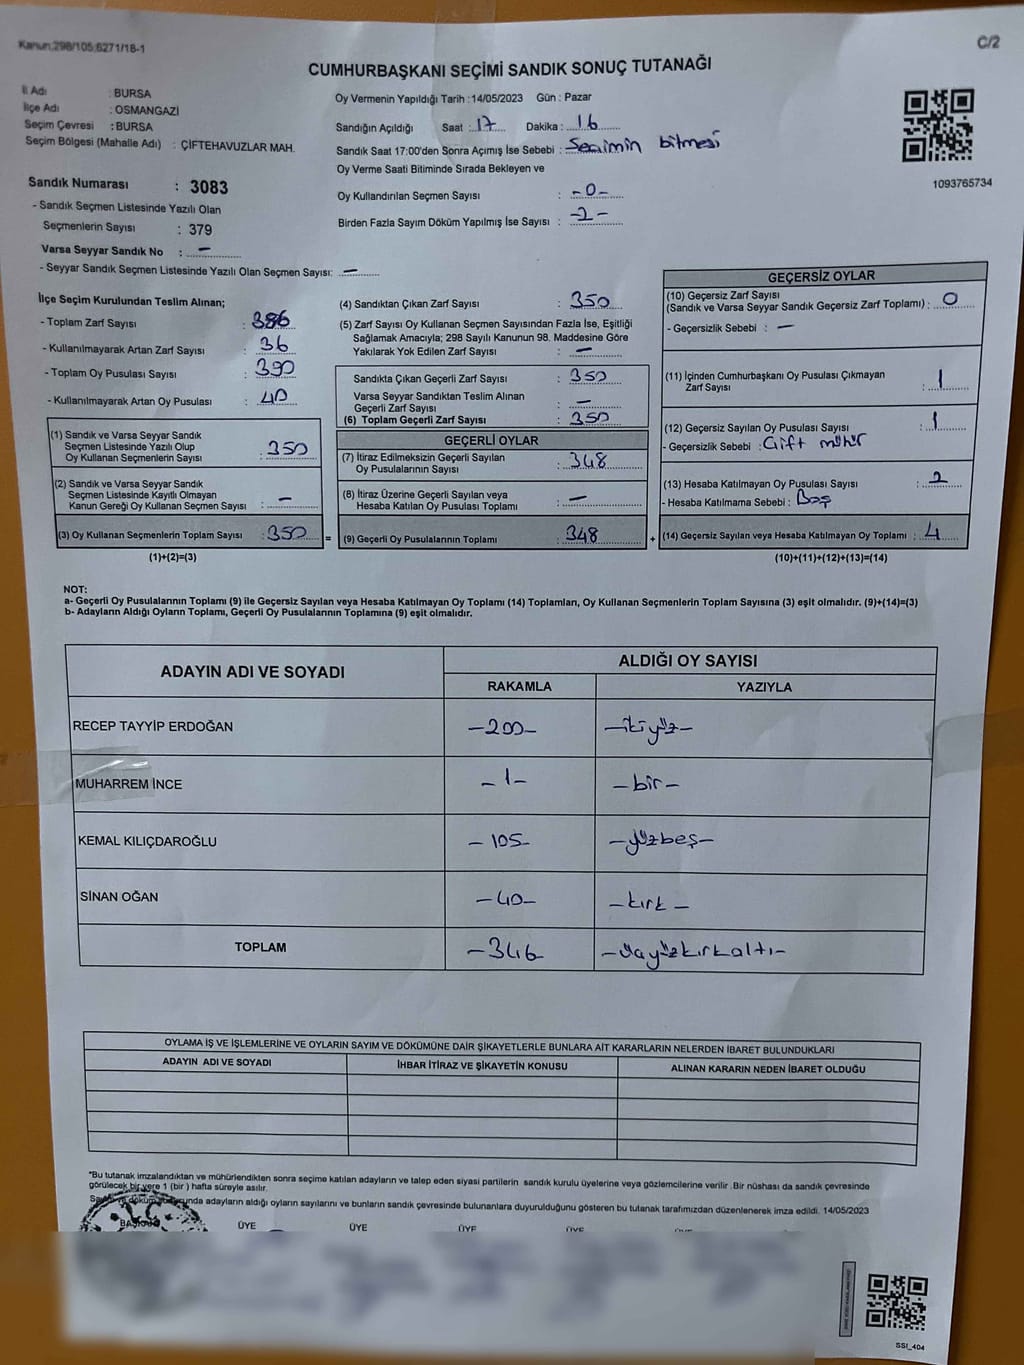 Kanun;298/105;6271/18-1
C/2
CUMHURBAŞKANI SEÇİMİ SANDIK SONUÇ TUTANAĞI
İl Adı : BURSA
İlçe Adı : OSMANGAZİ
Seçim Çevresi : BURSA
Seçim Bölgesi (Mahalle Adı) : ÇİFTEHAVUZLAR MAH.
Sandık Numarası : 3083
- Sandık Seçmen Listesinde Yazılı Olan
Seçmenlerin Sayısı : 379
Varsa Seyyar Sandık No : —
- Seyyar Sandık Seçmen Listesinde Yazılı Olan Seçmen Sayısı: —
Oy Vermenin Yapıldığı Tarih : 14/05/2023 Gün : Pazar
Sandığın Açıldığı Saat : 17 Dakika : 16
Sandık Saat 17:00'den Sonra Açımış İse Sebebi : Seçimin bitmesi
Oy Verme Saati Bitiminde Sırada Bekleyen ve
Oy Kullandırılan Seçmen Sayısı : -0-
Birden Fazla Sayım Döküm Yapılmış İse Sayısı : -2-
1093765734
İlçe Seçim Kurulundan Teslim Alınan;
- Toplam Zarf Sayısı : 386
- Kullanılmayarak Artan Zarf Sayısı : 36
- Toplam Oy Pusulası Sayısı : 390
- Kullanılmayarak Artan Oy Pusulası : 40
(1) Sandık ve Varsa Seyyar Sandık
Seçmen Listesinde Yazılı Olup
Oy Kullanan Seçmenlerin Sayısı : 350
(2) Sandık ve Varsa Seyyar Sandık
Seçmen Listesinde Kayıtlı Olmayan
Kanun Gereği Oy Kullanan Seçmen Sayısı : —
(3) Oy Kullanan Seçmenlerin Toplam Sayısı : 350 =
(1)+(2)=(3)
(4) Sandıktan Çıkan Zarf Sayısı : 350
(5) Zarf Sayısı Oy Kullanan Seçmen Sayısından Fazla İse, Eşitliği
Sağlamak Amacıyla; 298 Sayılı Kanunun 98. Maddesine Göre
Yakılarak Yok Edilen Zarf Sayısı : —
Sandıkta Çıkan Geçerli Zarf Sayısı : 350
Varsa Seyyar Sandıktan Teslim Alınan
Geçerli Zarf Sayısı : —
(6) Toplam Geçerli Zarf Sayısı : 350
GEÇERLİ OYLAR
(7) İtiraz Edilmeksizin Geçerli Sayılan
Oy Pusulalarının Sayısı : 348
(8) İtiraz Üzerine Geçerli Sayılan veya
Hesaba Katılan Oy Pusulası Toplamı : —
(9) Geçerli Oy Pusulalarının Toplamı : 348 +
GEÇERSİZ OYLAR
(10) Geçersiz Zarf Sayısı
(Sandık ve Varsa Seyyar Sandık Geçersiz Zarf Toplamı) : 0
- Geçersizlik Sebebi : —
(11) İçinden Cumhurbaşkanı Oy Pusulası Çıkmayan
Zarf Sayısı : 1
(12) Geçersiz Sayılan Oy Pusulası Sayısı : 1
- Geçersizlik Sebebi : Çift mühür
(13) Hesaba Katılmayan Oy Pusulası Sayısı : 2
- Hesaba Katılmama Sebebi : Boş
(14) Geçersiz Sayılan veya Hesaba Katılmayan Oy Toplamı : 4
(10)+(11)+(12)+(13)=(14)
NOT:
a- Geçerli Oy Pusulalarının Toplamı (9) ile Geçersiz Sayılan veya Hesaba Katılmayan Oy Toplamı (14) Toplamları, Oy Kullanan Seçmenlerin Toplam Sayısına (3) eşit olmalıdır. (9)+(14)=(3)
b- Adayların Aldığı Oyların Toplamı, Geçerli Oy Pusulalarının Toplamına (9) eşit olmalıdır.
ADAYIN ADI VE SOYADI
ALDIĞI OY SAYISI
RAKAMLA YAZIYLA
RECEP TAYYİP ERDOĞAN -200- -ikiyüz-
MUHARREM İNCE -1- -bir-
KEMAL KILIÇDAROĞLU -105- -yüzbeş-
SİNAN OĞAN -40- -kırk-
TOPLAM -346- -üçyüzkırkaltı-
OYLAMA İŞ VE İŞLEMLERİNE VE OYLARIN SAYIM VE DÖKÜMÜNE DAİR ŞİKAYETLERLE BUNLARA AİT KARARLARIN NELERDEN İBARET BULUNDUKLARI
ADAYIN ADI VE SOYADI İHBAR İTİRAZ VE ŞİKAYETİN KONUSU ALINAN KARARIN NEDEN İBARET OLDUĞU
*Bu tutanak imzalandıktan ve mühürlendikten sonra seçime katılan adayların ve talep eden siyasi partilerin sandık kurulu üyelerine veya gözlemcilerine verilir .Bir nüshası da sandık çevresinde
görülecek bir yere 1 (bir) hafta süreyle asılır.
döküm adayların aldığı oyların sayılarını ve bunların sandık çevresinde bulunanlara duyurulduğunu gösteren bu tutanak tarafımızdan düzenlenerek imza edildi. 14/05/2023
BAŞKAN ÜYE ÜYE ÜYE ÜYE
SSI_404